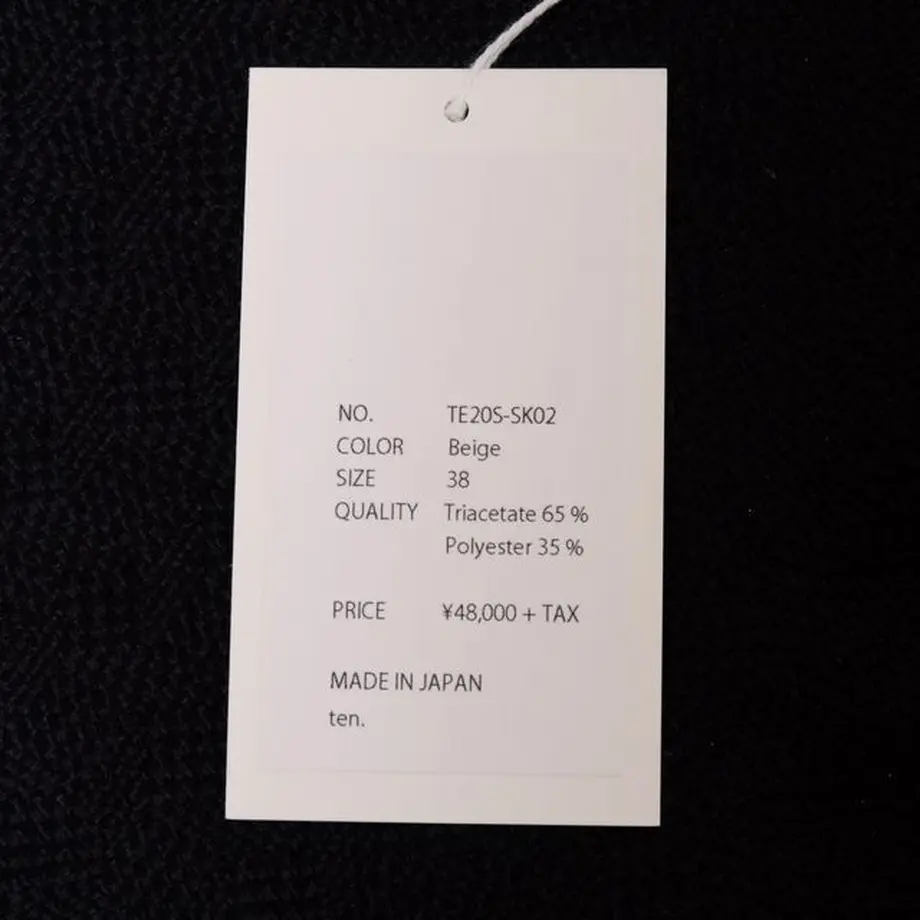 NO. TE20S-SK02
COLOR Beige
SIZE 38
QUALITY Triacetate 65 %
Polyester 35 %
PRICE ¥48,000 + TAX
MADE IN JAPAN
ten.